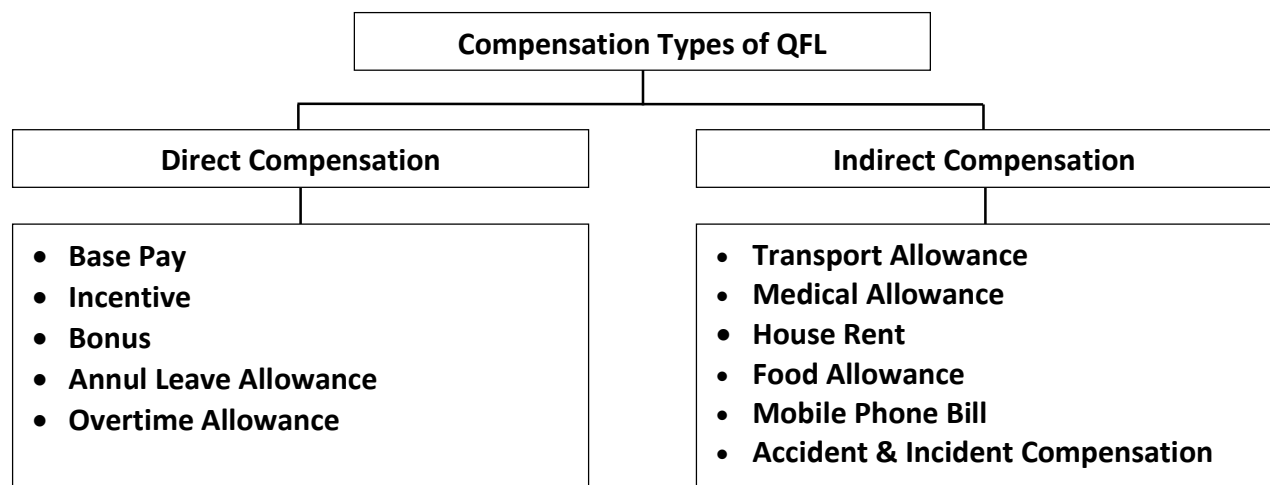 Compensation Types of QFL
Direct Compensation
Indirect Compensation
• Base Pay
• Incentive
• Bonus
• Annul Leave Allowance
• Overtime Allowance
• Transport Allowance
• Medical Allowance
• House Rent
• Food Allowance
• Mobile Phone Bill
• Accident & Incident Compensation